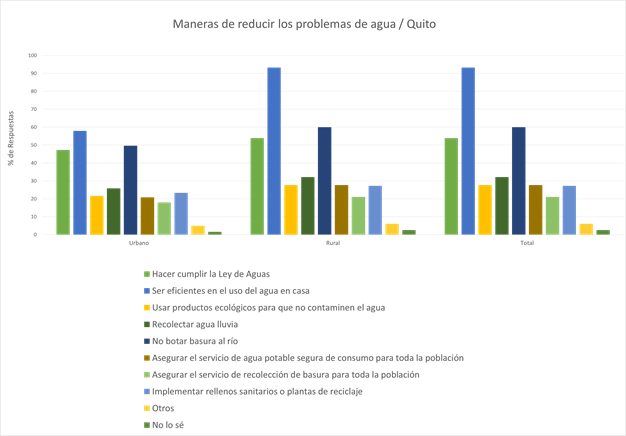 Maneras de reducir los problemas de agua / Quito
% de Respuestas
100
90
80
70
60
50
40
30
20
10
0
Urbano Rural Total
Hacer cumplir la Ley de Aguas
Ser eficientes en el uso del agua en casa
Usar productos ecológicos para que no contaminen el agua
Recolectar agua lluvia
No botar basura al río
Asegurar el servicio de agua potable segura de consumo para toda la población
Asegurar el servicio de recolección de basura para toda la población
Implementar rellenos sanitarios o plantas de reciclaje
Otros
No lo sé